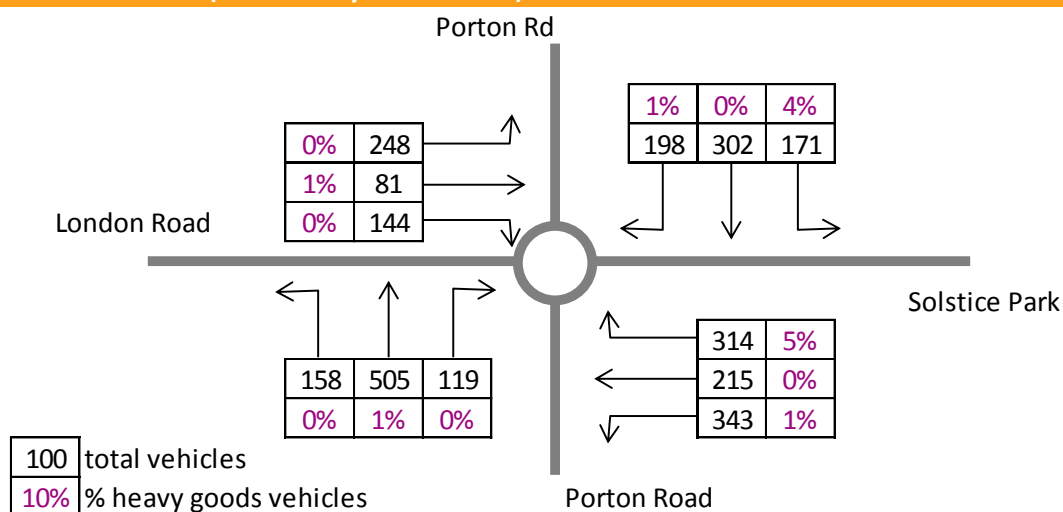 Porton Rd
1% 0% 4%
198 302 171
0% 248
1% 81
0% 144
London Road
Solstice Park
314 5%
215 0%
343 1%
158 505 119
0% 1% 0%
100 total vehicles
10% % heavy goods vehicles
Porton Road